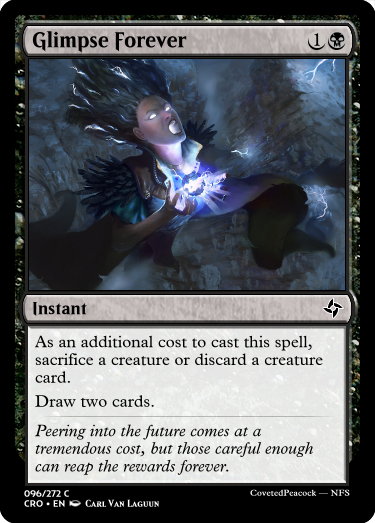 Glimpse Forever 1
Instant
As an additional cost to cast this spell,
sacrifice a creature or discard a creature
card.
Draw two cards.
Peering into the future comes at a
tremendous cost, but those careful enough
can reap the rewards forever.
096/272 C
CRO • EN Carl Van Laguun
CovetedPeacock — NFS